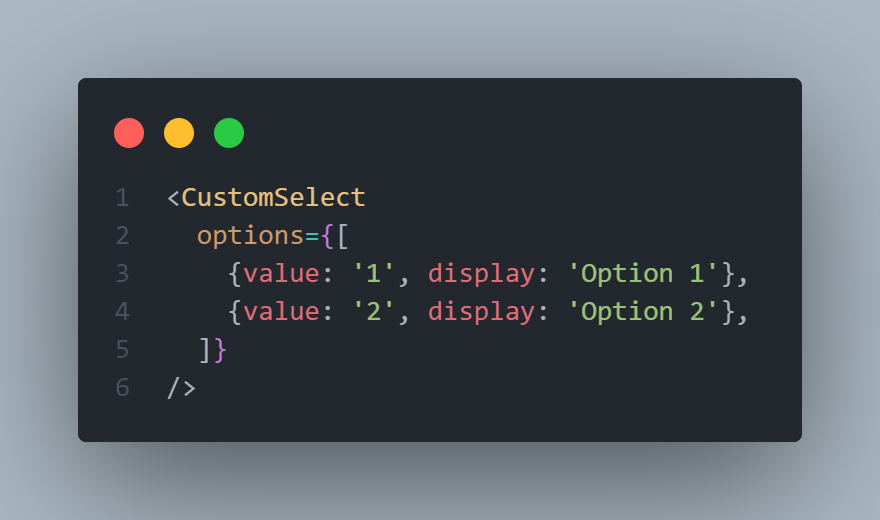 1 <CustomSelect
2 options={[
3 {value: '1', display: 'Option 1'},
4 {value: '2', display: 'Option 2'},
5 ]}
6 />